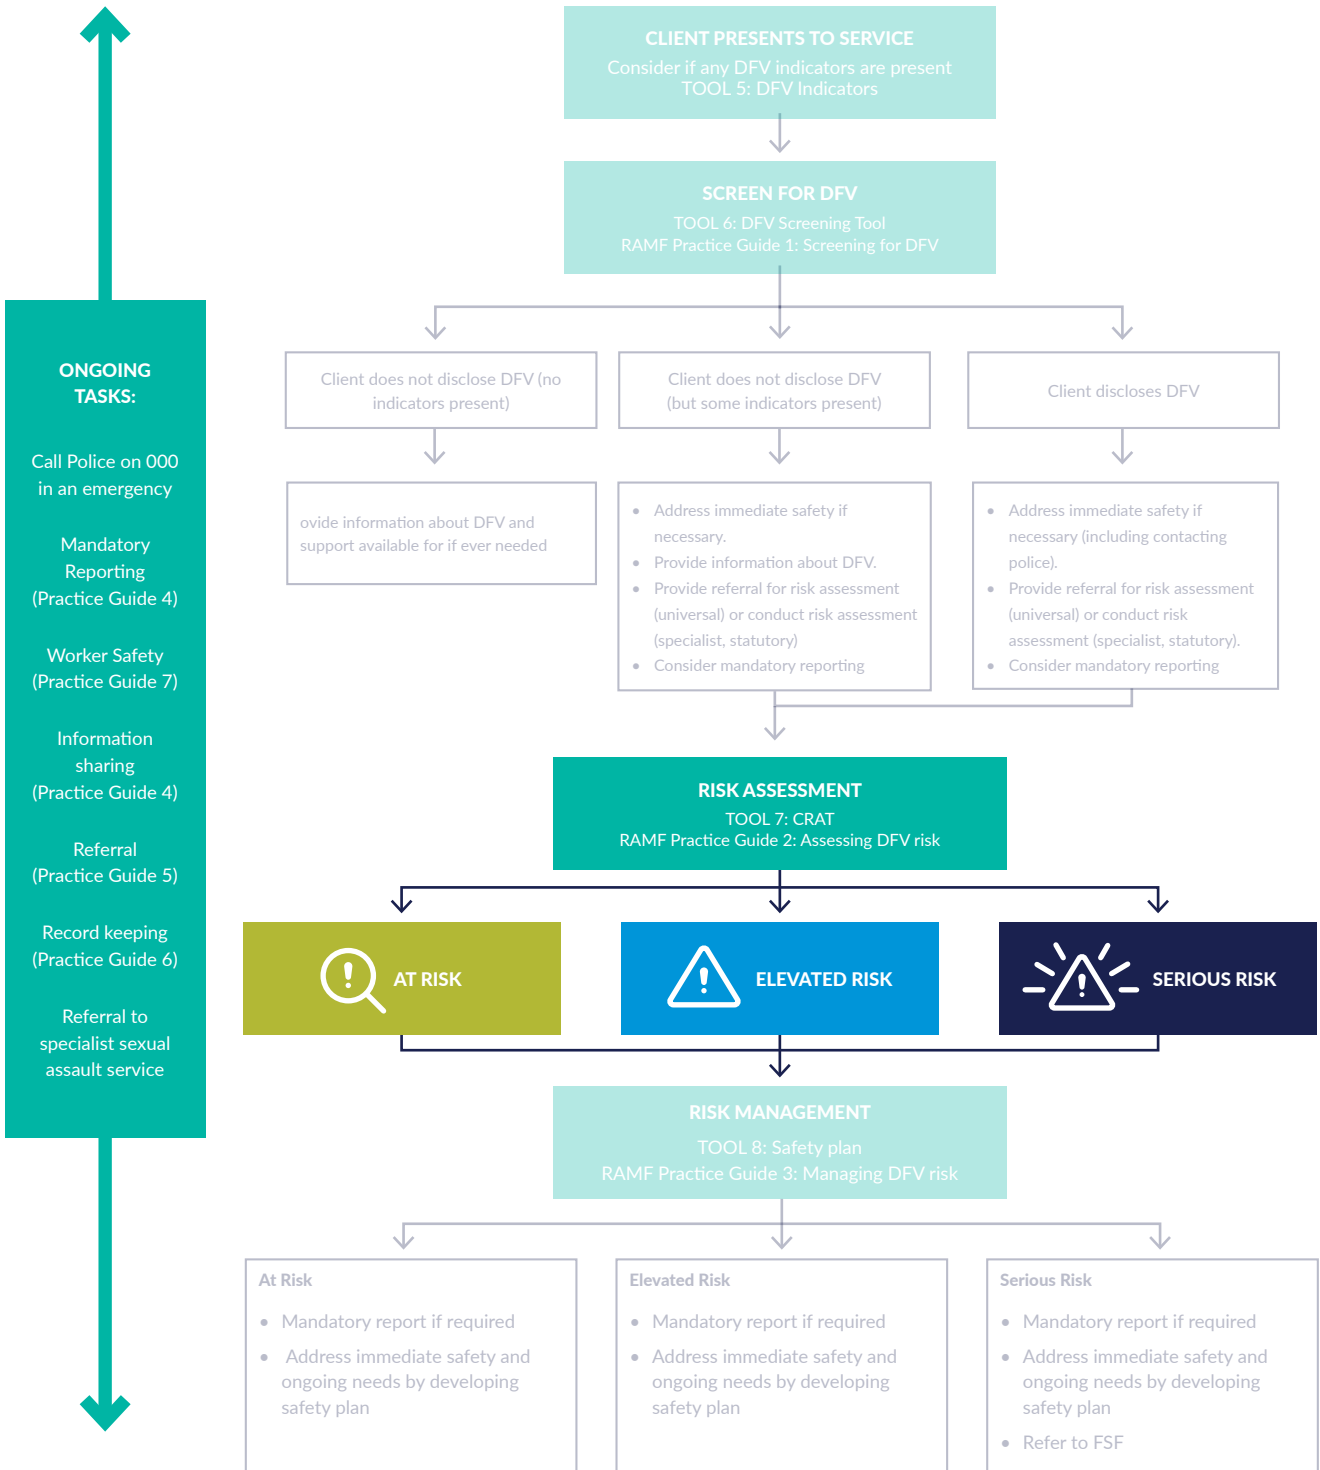 CLIENT PRESENTS TO SERVICE
Consider if any DFV indicators are present
TOOL 5: DFV Indicators
SCREEN FOR DFV
TOOL 6: DFV Screening Tool
RAMF Practice Guide 1: Screening for DFV
ONGOING
TASKS:
Call Police on 000
in an emergency
Mandatory
Reporting
(Practice Guide 4)
Worker Safety
(Practice Guide 7)
Information
sharing
(Practice Guide 4)
Referral
(Practice Guide 5)
Record keeping
(Practice Guide 6)
Referral to
specialist sexual
assault service
Client does not disclose DFV (no
indicators present)
Client does not disclose DFV
(but some indicators present)
Client discloses DFV
ovide information about DFV and
support available for if ever needed
• Address immediate safety if
necessary.
• Provide information about DFV.
• Provide referral for risk assessment
(universal) or conduct risk assessment
(specialist, statutory)
• Consider mandatory reporting
• Address immediate safety if
necessary (including contacting
police).
• Provide referral for risk assessment
(universal) or conduct risk
assessment (specialist, statutory).
• Consider mandatory reporting
RISK ASSESSMENT
TOOL 7: CRAT
RAMF Practice Guide 2: Assessing DFV risk
AT RISK
ELEVATED RISK
SERIOUS RISK
RISK MANAGEMENT
TOOL 8: Safety plan
RAMF Practice Guide 3: Managing DFV risk
At Risk
• Mandatory report if required
• Address immediate safety and
ongoing needs by developing
safety plan
Elevated Risk
• Mandatory report if required
• Address immediate safety and
ongoing needs by developing
safety plan
Serious Risk
• Mandatory report if required
• Address immediate safety and
ongoing needs by developing
safety plan
• Refer to FSF